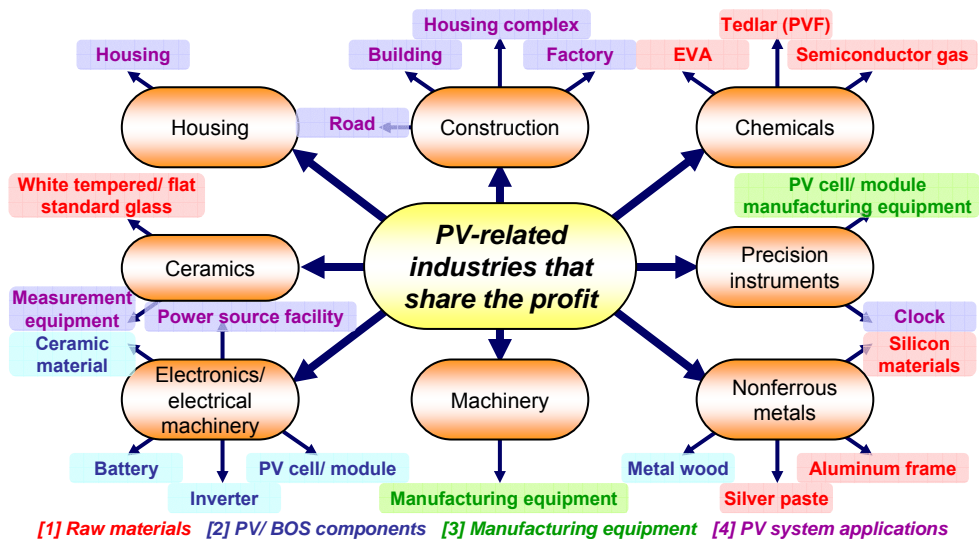 Housing complex
Tedlar (PVF)
Housing
Building
Factory
EVA
Semiconductor gas
Housing
Road
Construction
Chemicals
White tempered/ flat
standard glass
PV cell/ module
manufacturing equipment
PV-related
industries that
share the profit
Ceramics
Precision
instruments
Measurement
equipment
Power source facility
Clock
Ceramic
material
Silicon
materials
Electronics/
electrical
machinery
Machinery
Nonferrous
metals
Battery
PV cell/ module
Metal wood
Aluminum frame
Inverter
Manufacturing equipment
Silver paste
[1] Raw materials [2] PV/ BOS components [3] Manufacturing equipment [4] PV system applications